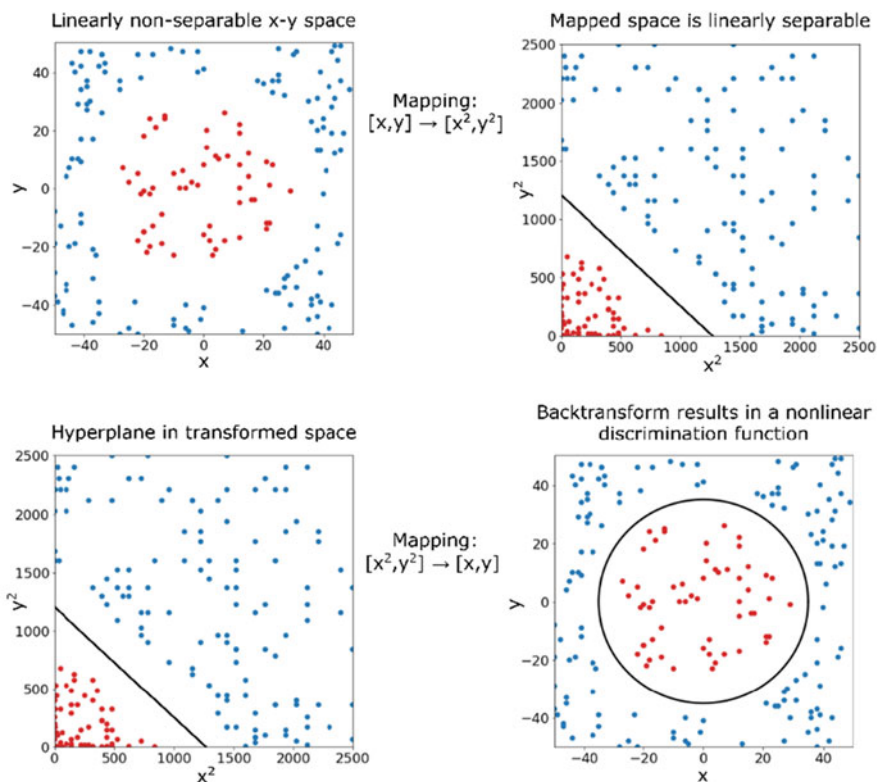 Linearly non-separable x-y space
40
20
0
−20
−40
y
−40 −20 0 20 40
x
Mapping:
[x,y] → [x²,y²]
Mapped space is linearly separable
2500
2000
1500
1000
500
0
y²
0 500 1000 1500 2000 2500
x²
Hyperplane in transformed space
2500
2000
1500
1000
500
0
y²
0 500 1000 1500 2000 2500
x²
Mapping:
[x²,y²] → [x,y]
Backtransform results in a nonlinear
discrimination function
40
20
0
−20
−40
y
−40 −20 0 20 40
x